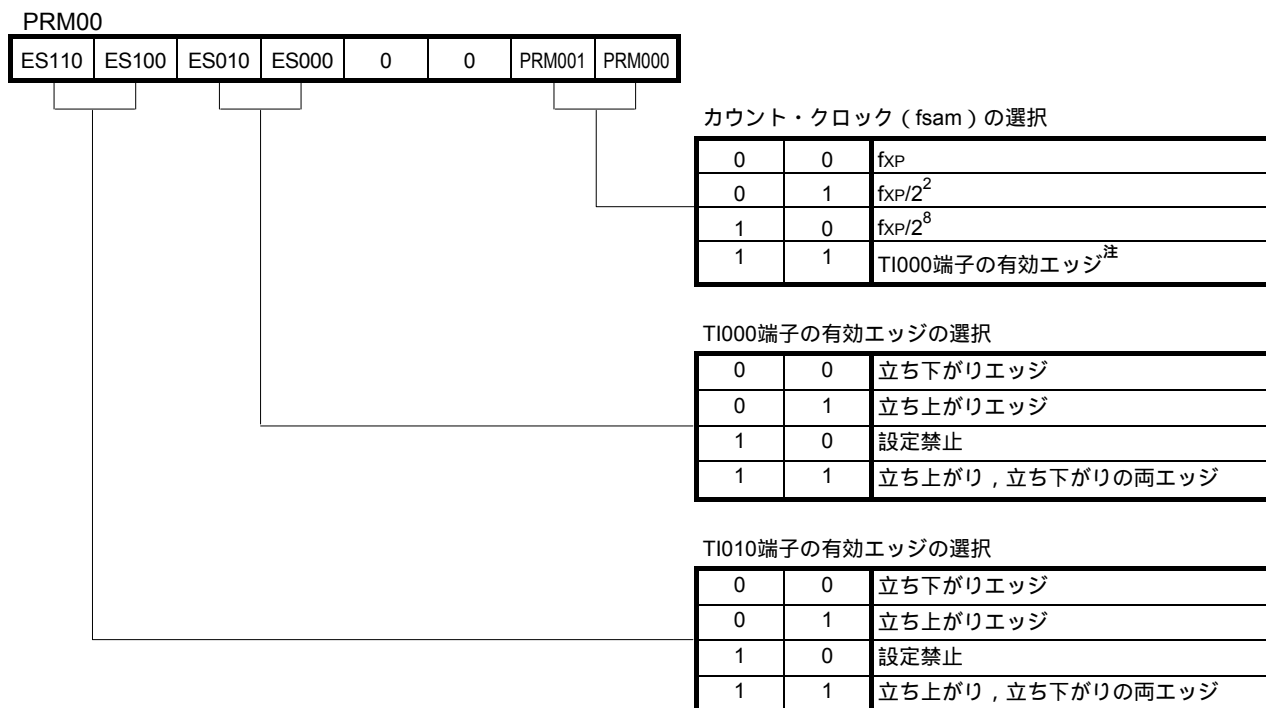 PRM00
ES110 ES100 ES010 ES000 0 0 PRM001 PRM000
カウント・クロック（fsam）の選択
0 0 fXP
0 1 fXP/2²
1 0 fXP/2⁸
1 1 TI000端子の有効エッジ注
TI000端子の有効エッジの選択
0 0 立ち下がりエッジ
0 1 立ち上がりエッジ
1 0 設定禁止
1 1 立ち上がり，立ち下がりの両エッジ
TI010端子の有効エッジの選択
0 0 立ち下がりエッジ
0 1 立ち上がりエッジ
1 0 設定禁止
1 1 立ち上がり，立ち下がりの両エッジ